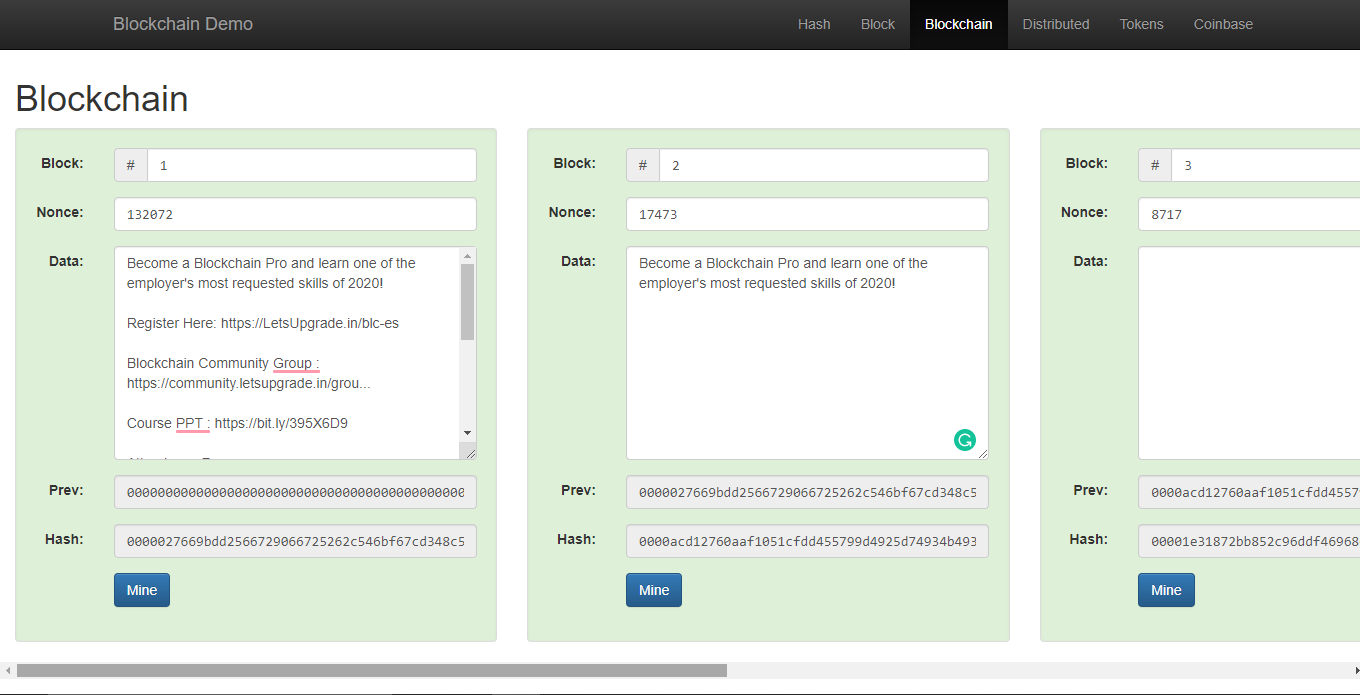 Blockchain Demo
Hash Block Blockchain Distributed Tokens Coinbase
Blockchain
Block: # 1
Nonce: 132072
Data: Become a Blockchain Pro and learn one of the
employer's most requested skills of 2020!
Register Here: https://LetsUpgrade.in/blc-es
Blockchain Community Group :
https://community.letsupgrade.in/grou...
Course PPT : https://bit.ly/395X6D9
Prev: 00000000000000000000000000000000000000000000
Hash: 0000027669bdd2566729066725262c546bf67cd348c5
Mine
Block: # 2
Nonce: 17473
Data: Become a Blockchain Pro and learn one of the
employer's most requested skills of 2020!
Prev: 0000027669bdd2566729066725262c546bf67cd348c5
Hash: 0000acd12760aaf1051cfdd455799d4925d74934b493
Mine
Block: # 3
Nonce: 8717
Data:
Prev: 0000acd12760aaf1051cfdd45579
Hash: 00001e31872bb852c96ddf46968
Mine